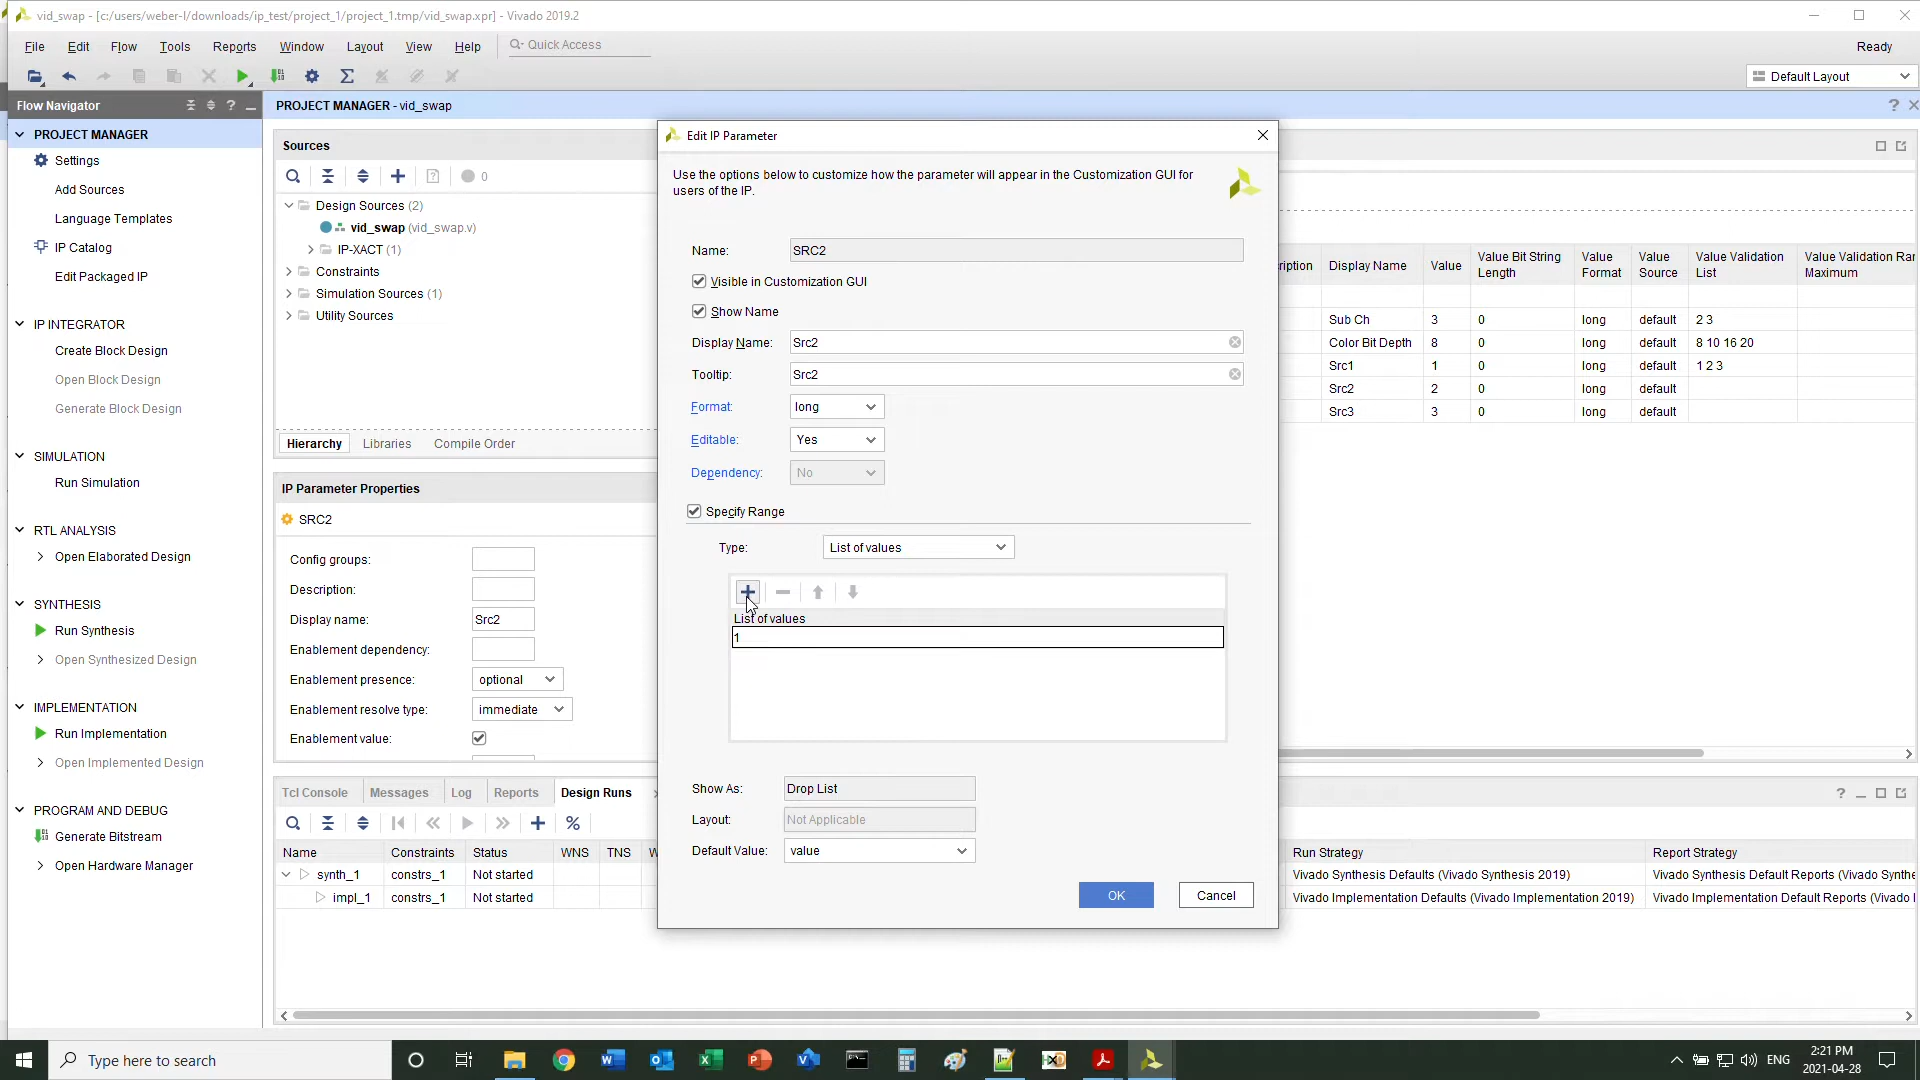 vid_swap - [c:/users/weber-l/downloads/ip_test/project_1/project_1.tmp/vid_swap.xpr] - Vivado 2019.2
File Edit Flow Tools Reports Window Layout View Help Quick Access Ready
Default Layout
Flow Navigator
PROJECT MANAGER
Settings
Add Sources
Language Templates
IP Catalog
Edit Packaged IP
IP INTEGRATOR
Create Block Design
Open Block Design
Generate Block Design
SIMULATION
Run Simulation
RTL ANALYSIS
Open Elaborated Design
SYNTHESIS
Run Synthesis
Open Synthesized Design
IMPLEMENTATION
Run Implementation
Open Implemented Design
PROGRAM AND DEBUG
Generate Bitstream
Open Hardware Manager
PROJECT MANAGER - vid_swap
Sources
0
Design Sources (2)
vid_swap (vid_swap.v)
IP-XACT (1)
Constraints
Simulation Sources (1)
Utility Sources
Hierarchy Libraries Compile Order
IP Parameter Properties
SRC2
Config groups:
Description:
Display name: Src2
Enablement dependency:
Enablement presence: optional
Enablement resolve type: immediate
Enablement value:
Edit IP Parameter
Use the options below to customize how the parameter will appear in the Customization GUI for
users of the IP.
Name: SRC2
Visible in Customization GUI
Show Name
Display Name: Src2
Tooltip: Src2
Format: long
Editable: Yes
Dependency: No
Specify Range
Type: List of values
List of values
1
Show As: Drop List
Layout: Not Applicable
Default Value: value
OK Cancel
ription Display Name Value Value Bit String Length Value Format Value Source Value Validation List Value Validation Ran Maximum
Sub Ch 3 0 long default 2 3
Color Bit Depth 8 0 long default 8 10 16 20
Src1 1 0 long default 1 2 3
Src2 2 0 long default
Src3 3 0 long default
Tcl Console Messages Log Reports Design Runs
Name Constraints Status WNS TNS W Run Strategy Report Strategy
synth_1 constrs_1 Not started Vivado Synthesis Defaults (Vivado Synthesis 2019) Vivado Synthesis Default Reports (Vivado Synthe
impl_1 constrs_1 Not started Vivado Implementation Defaults (Vivado Implementation 2019) Vivado Implementation Default Reports (Vivado I
Type here to search
ENG
2:21 PM
2021-04-28